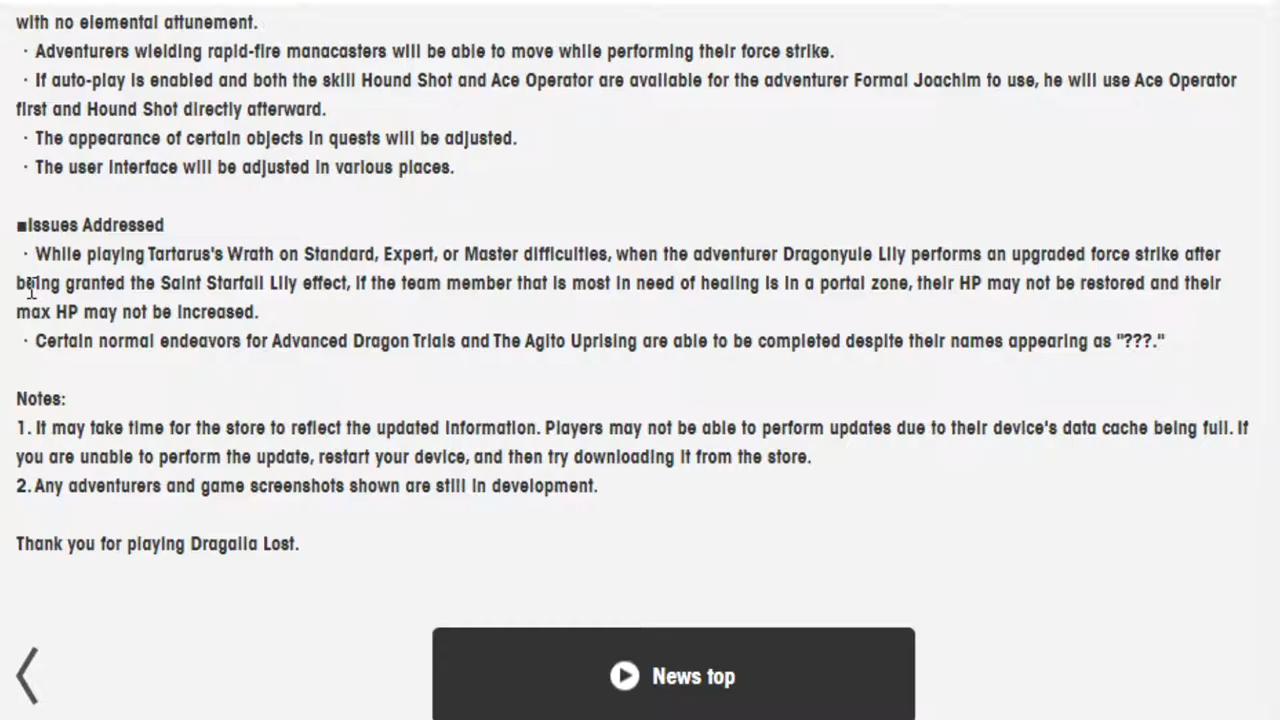 with no elemental attunement.
· Adventurers wielding rapid-fire manacasters will be able to move while performing their force strike.
· If auto-play is enabled and both the skill Hound Shot and Ace Operator are available for the adventurer Formal Joachim to use, he will use Ace Operator
first and Hound Shot directly afterward.
· The appearance of certain objects in quests will be adjusted.
· The user interface will be adjusted in various places.
■Issues Addressed
· While playing Tartarus's Wrath on Standard, Expert, or Master difficulties, when the adventurer Dragonyule Lily performs an upgraded force strike after
being granted the Saint Starfall Lily effect, if the team member that is most in need of healing is in a portal zone, their HP may not be restored and their
max HP may not be increased.
· Certain normal endeavors for Advanced Dragon Trials and The Agito Uprising are able to be completed despite their names appearing as "???."
Notes:
1. It may take time for the store to reflect the updated information. Players may not be able to perform updates due to their device's data cache being full. If
you are unable to perform the update, restart your device, and then try downloading it from the store.
2. Any adventurers and game screenshots shown are still in development.
Thank you for playing Dragalia Lost.
News top